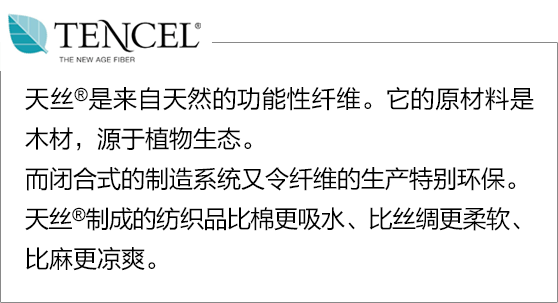 TENCEL®
THE NEW AGE FIBER
天丝®是来自天然的功能性纤维。它的原材料是
木材，源于植物生态。
而闭合式的制造系统又令纤维的生产特别环保。
天丝®制成的纺织品比棉更吸水、比丝绸更柔软、
比麻更凉爽。